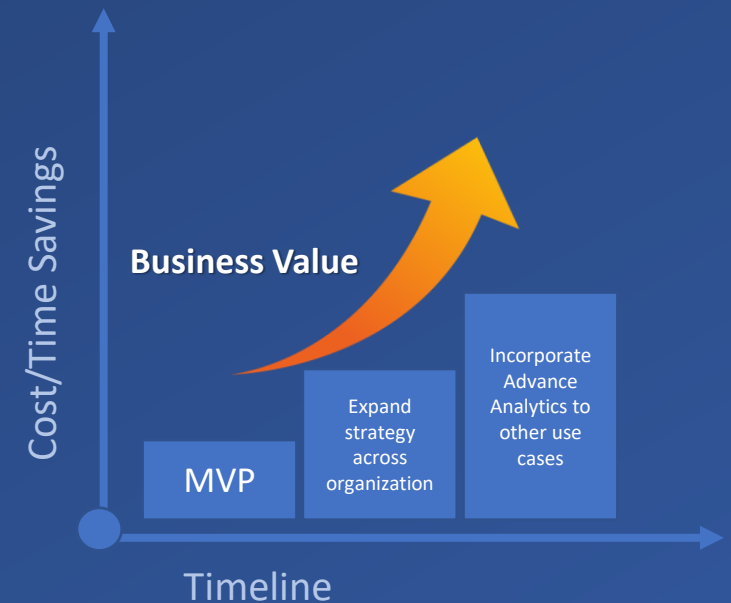 Cost/Time Savings
Business Value
MVP
Expand
strategy
across
organization
Incorporate
Advance
Analytics to
other use
cases
Timeline